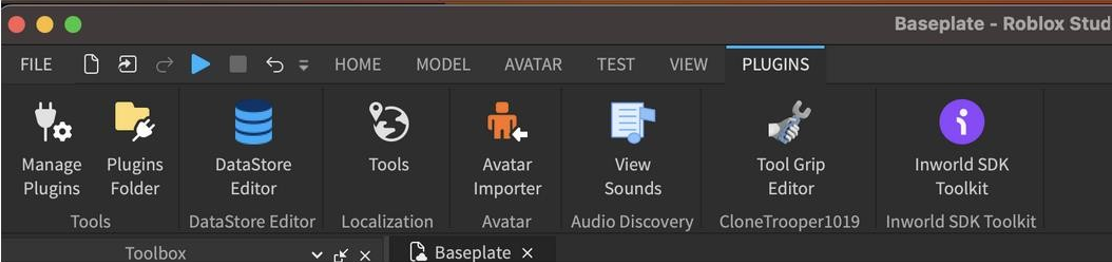 Baseplate - Roblox Stud
FILE HOME MODEL AVATAR TEST VIEW PLUGINS
Manage Plugins
Plugins Folder
Tools
DataStore Editor
DataStore Editor
Tools
Localization
Avatar Importer
Avatar
View Sounds
Audio Discovery
Tool Grip Editor
CloneTrooper1019
Inworld SDK Toolkit
Inworld SDK Toolkit
Toolbox
Baseplate